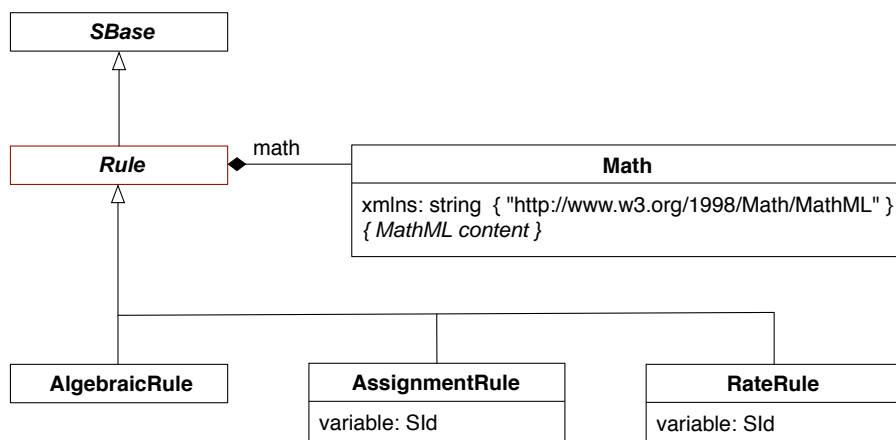 SBase
Rule
math
Math
xmlns: string { "http://www.w3.org/1998/Math/MathML" }
{ MathML content }
AlgebraicRule
AssignmentRule
variable: SId
RateRule
variable: SId